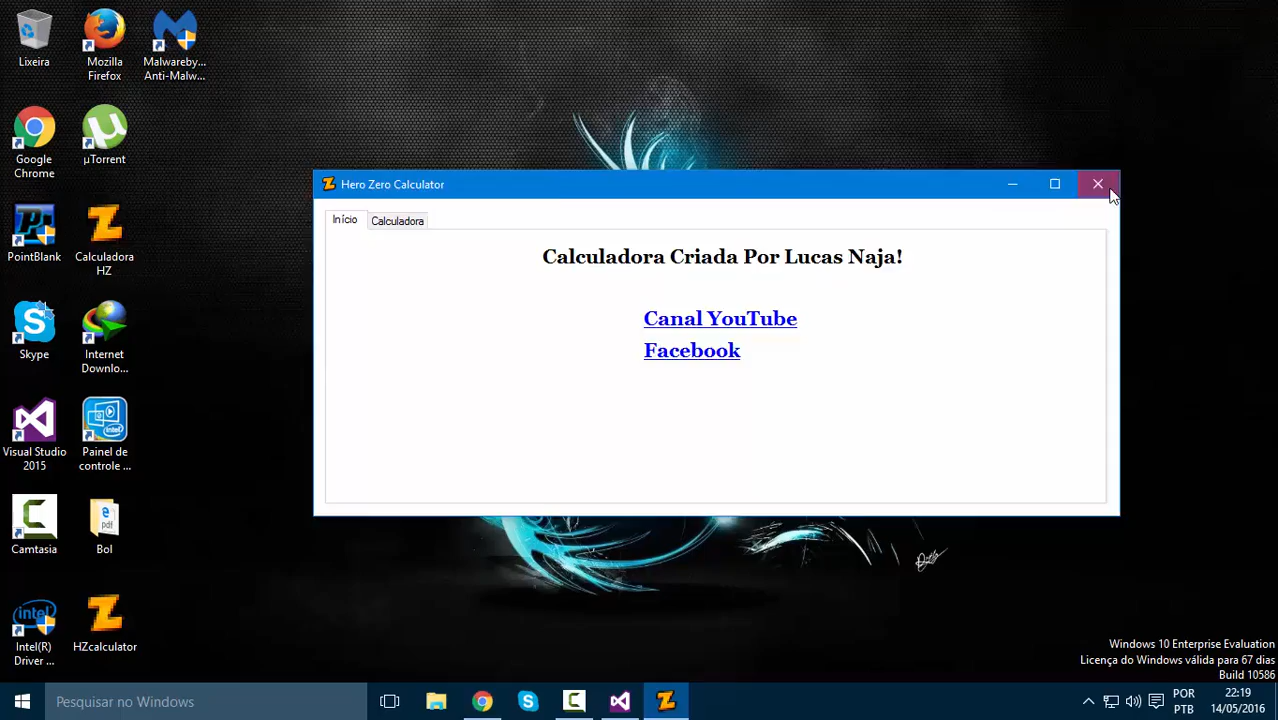 Lixeira
Mozilla
Firefox
Malwareby...
Anti-Malw...
Google
Chrome
µTorrent
PointBlank
Calculadora
HZ
Skype
Internet
Downlo...
Visual Studio
2015
Painel de
controle ...
Camtasia
pdf
Bol
Intel(R)
Driver ...
HZcalculator
Hero Zero Calculator
Início
Calculadora
Calculadora Criada Por Lucas Naja!
Canal YouTube
Facebook
Windows 10 Enterprise Evaluation
Licença do Windows válida para 67 dias
Build 10586
Pesquisar no Windows
POR
PTB
22:19
14/05/2016